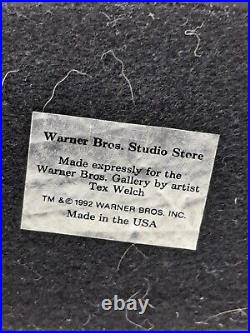 Warner Bros. Studio Store
Made expressly for the
Warner Bros. Gallery by artist
Tex Welch
TM & © 1992 WARNER BROS. INC.
Made in the USA